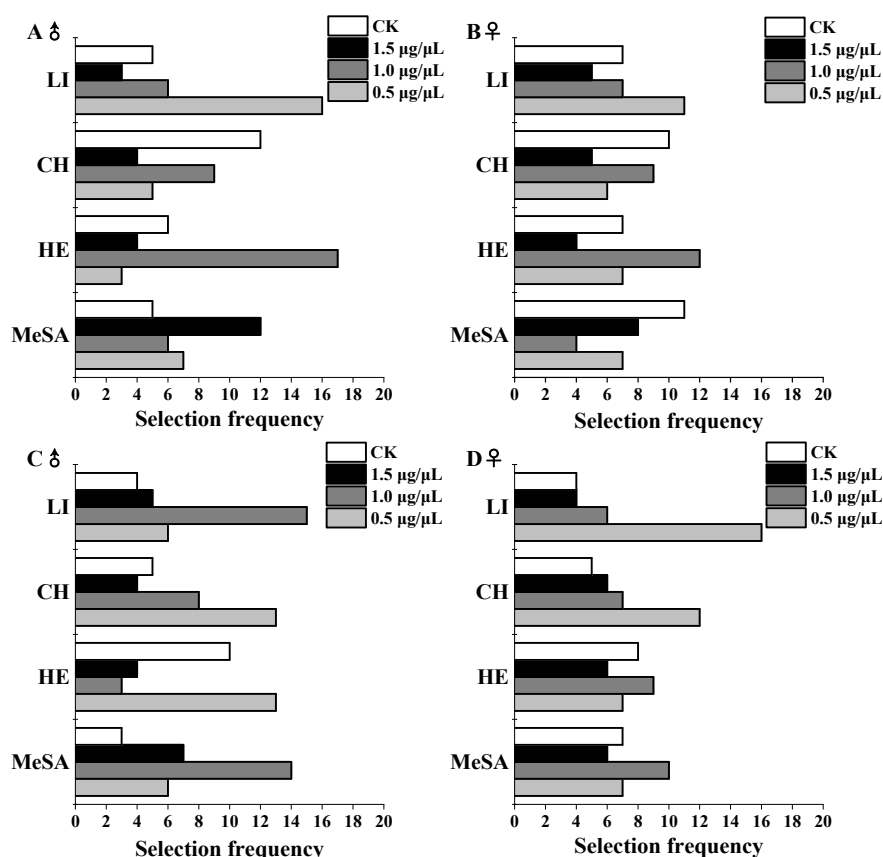 A ♂
CK
1.5 μg/μL
1.0 μg/μL
0.5 μg/μL
LI
CH
HE
MeSA
0 2 4 6 8 10 12 14 16 18 20
Selection frequency
B ♀
CK
1.5 μg/μL
1.0 μg/μL
0.5 μg/μL
LI
CH
HE
MeSA
0 2 4 6 8 10 12 14 16 18 20
Selection frequency
C ♂
CK
1.5 μg/μL
1.0 μg/μL
0.5 μg/μL
LI
CH
HE
MeSA
0 2 4 6 8 10 12 14 16 18 20
Selection frequency
D ♀
CK
1.5 μg/μL
1.0 μg/μL
0.5 μg/μL
LI
CH
HE
MeSA
0 2 4 6 8 10 12 14 16 18 20
Selection frequency